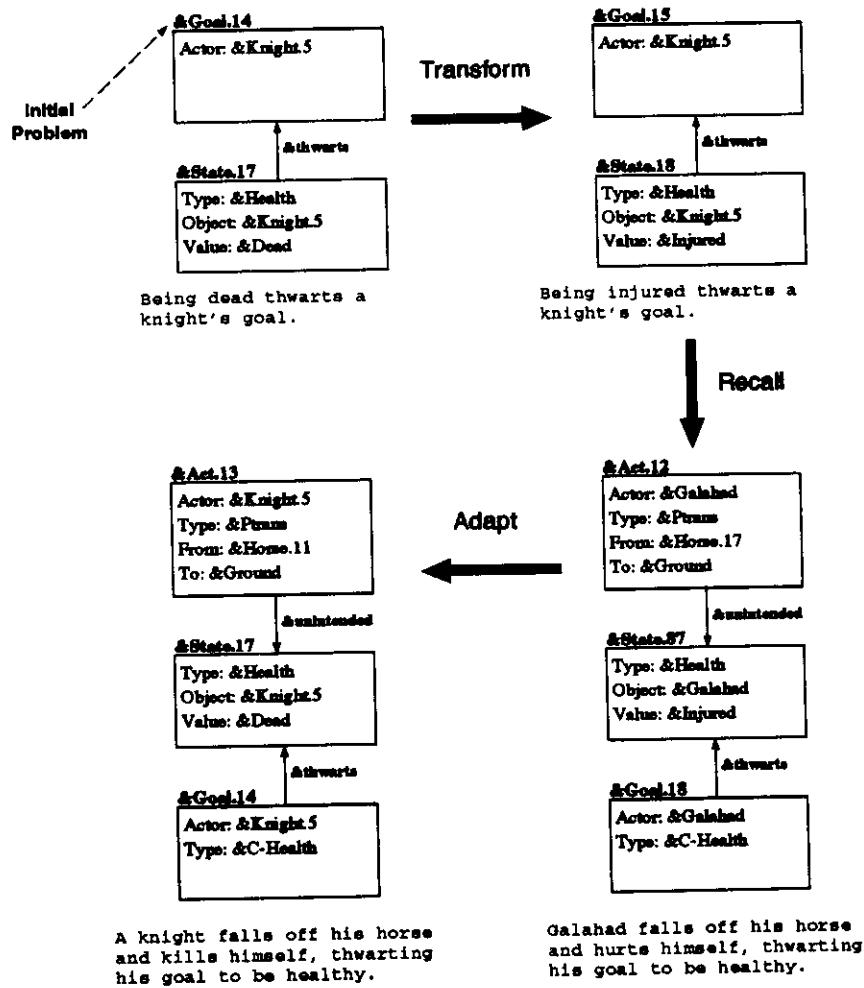 &Goal.14
Actor: &Knight.5
Initial
Problem
&thwarts
&State.17
Type: &Health
Object: &Knight.5
Value: &Dead
Being dead thwarts a
knight's goal.
Transform
&Goal.15
Actor: &Knight.5
&thwarts
&State.18
Type: &Health
Object: &Knight.5
Value: &Injured
Being injured thwarts a
knight's goal.
Recall
&Act.12
Actor: &Galahad
Type: &Ptrans
From: &Horse.17
To: &Ground
&unintended
&State.87
Type: &Health
Object: &Galahad
Value: &Injured
&thwarts
&Goal.18
Actor: &Galahad
Type: &C-Health
Galahad falls off his horse
and hurts himself, thwarting
his goal to be healthy.
Adapt
&Act.13
Actor: &Knight.5
Type: &Ptrans
From: &Horse.11
To: &Ground
&unintended
&State.17
Type: &Health
Object: &Knight.5
Value: &Dead
&thwarts
&Goal.14
Actor: &Knight.5
Type: &C-Health
A knight falls off his horse
and kills himself, thwarting
his goal to be healthy.